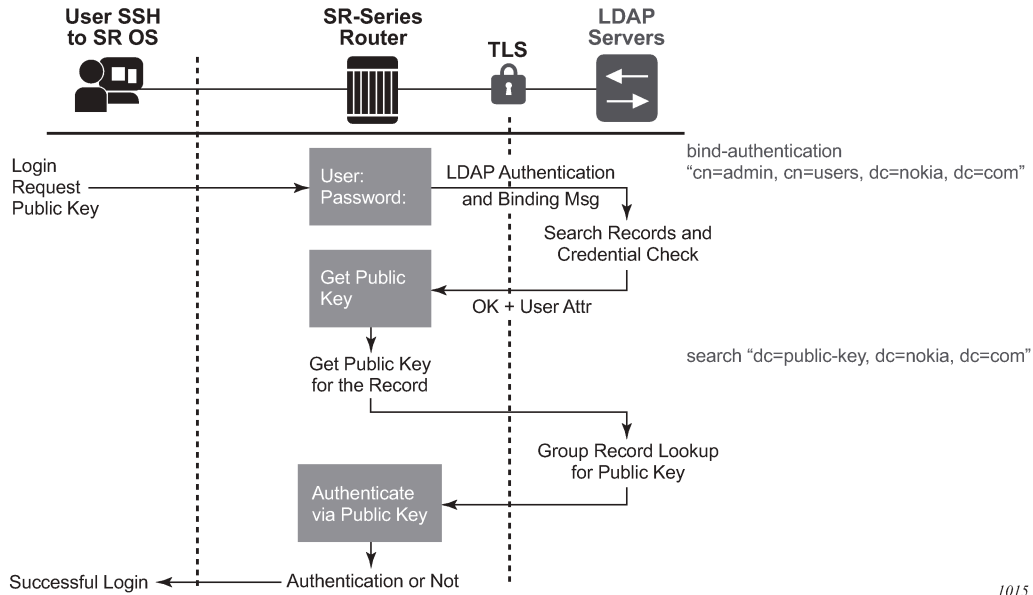 User SSH
to SR OS
SR-Series
Router
TLS
LDAP
Servers
Login
Request
Public Key
User:
Password:
LDAP Authentication
and Binding Msg
bind-authentication
“cn=admin, cn=users, dc=nokia, dc=com”
Search Records and
Credential Check
Get Public
Key
OK + User Attr
Get Public Key
for the Record
search “dc=public-key, dc=nokia, dc=com”
Group Record Lookup
for Public Key
Authenticate
via Public Key
Successful Login
Authentication or Not
1015